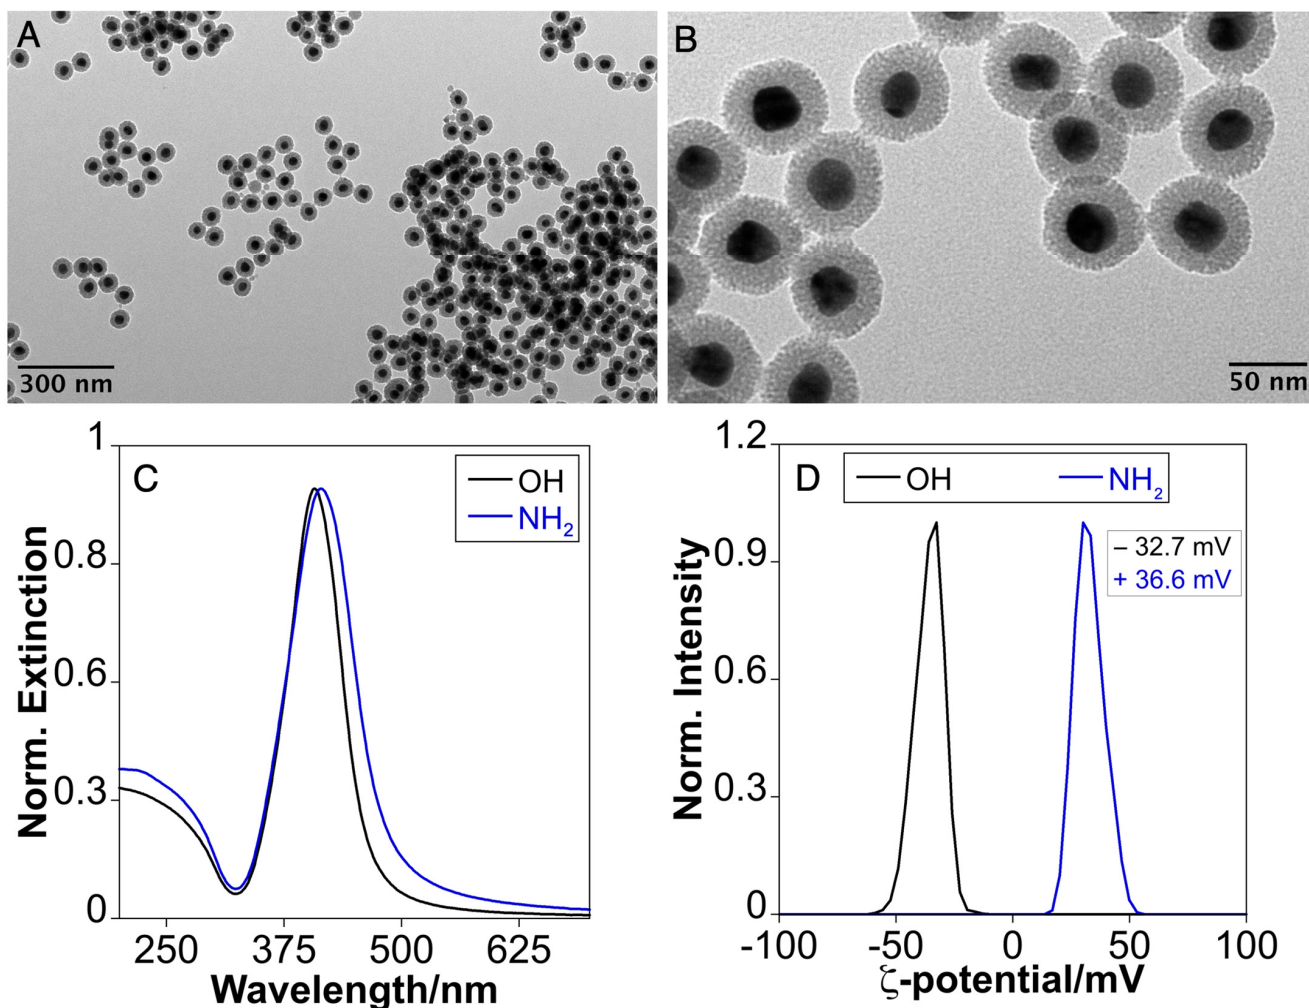 A
300 nm
B
50 nm
C
OH
NH₂
1
0.8
0.6
0.3
0
250
375
500
625
Norm. Extinction
Wavelength/nm
D
OH
NH₂
− 32.7 mV
+ 36.6 mV
1.2
0.9
0.6
0.3
0
-100
-50
0
50
100
Norm. Intensity
ζ-potential/mV